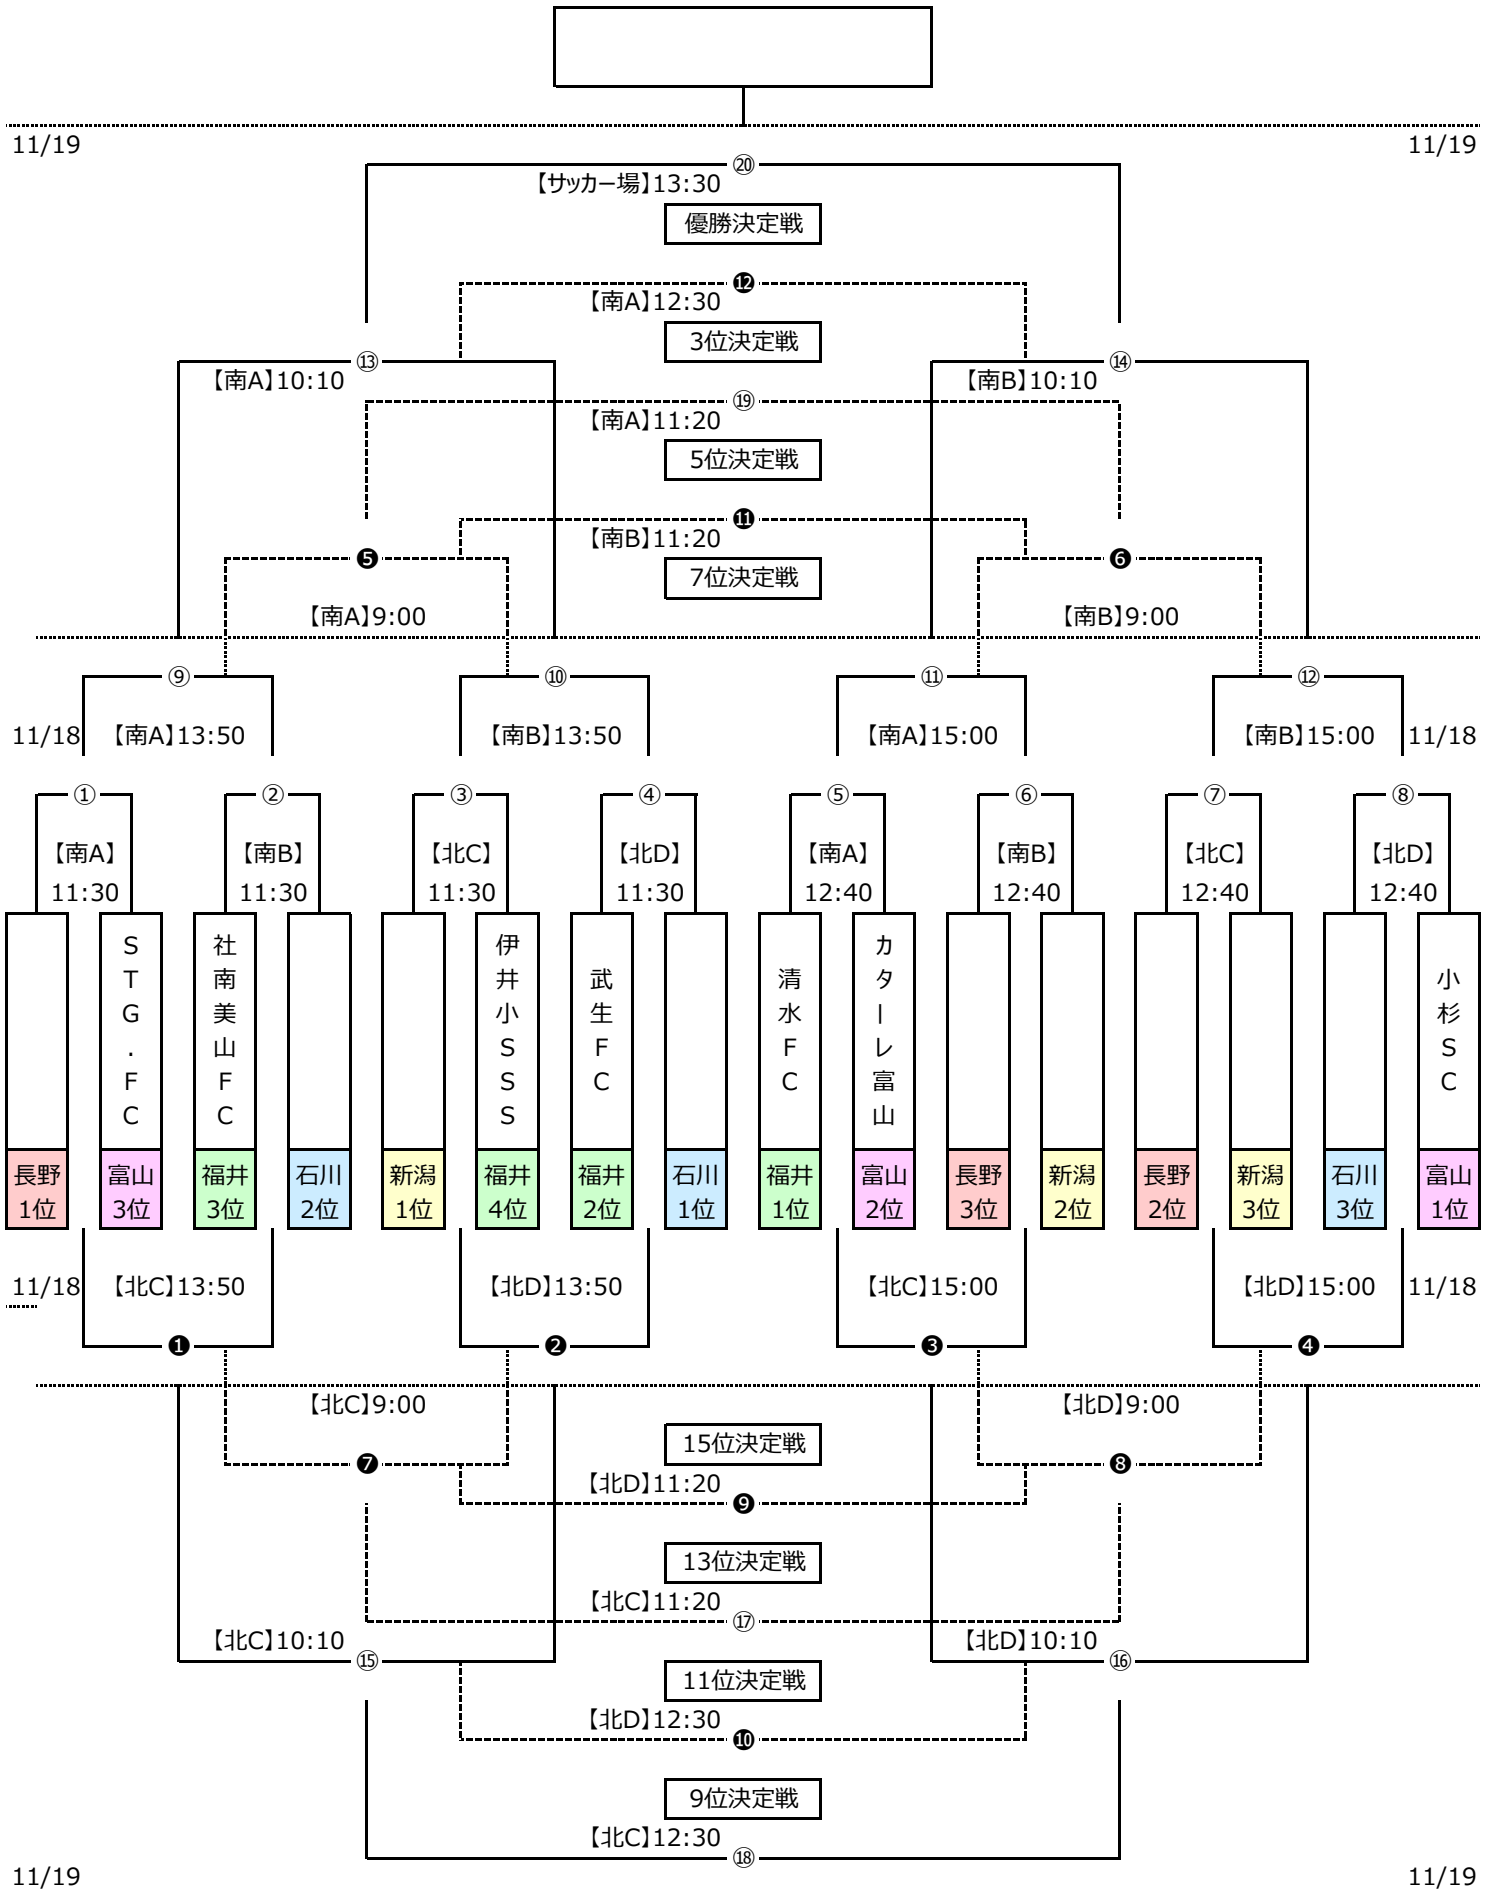 11/19 11/19
⑳
【サッカー場】13:30
優勝決定戦
⓬
【南A】12:30
3位決定戦
⑬ ⑭
【南A】10:10 【南B】10:10
⑲
【南A】11:20
5位決定戦
⓫
【南B】11:20
❺ ❻
7位決定戦
【南A】9:00 【南B】9:00
⑨ ⑩ ⑪ ⑫
11/18 【南A】13:50 【南B】13:50 【南A】15:00 【南B】15:00 11/18
① ② ③ ④ ⑤ ⑥ ⑦ ⑧
【南A】 【南B】 【北C】 【北D】 【南A】 【南B】 【北C】 【北D】
11:30 11:30 11:30 11:30 12:40 12:40 12:40 12:40
STG.FC
社南美山FC
伊井小SSS
武生FC
清水FC
カターレ富山
小杉SC
長野 富山 福井 石川 新潟 福井 福井 石川 福井 富山 長野 新潟 長野 新潟 石川 富山
1位 3位 3位 2位 1位 4位 2位 1位 1位 2位 3位 2位 2位 3位 3位 1位
11/18 【北C】13:50 【北D】13:50 【北C】15:00 【北D】15:00 11/18
❶ ❷ ❸ ❹
【北C】9:00 【北D】9:00
15位決定戦
❼ ❽
【北D】11:20
❾
13位決定戦
【北C】11:20
⑰
【北C】10:10 【北D】10:10
⑮ ⑯
11位決定戦
【北D】12:30
❿
9位決定戦
【北C】12:30
⑱
11/19 11/19